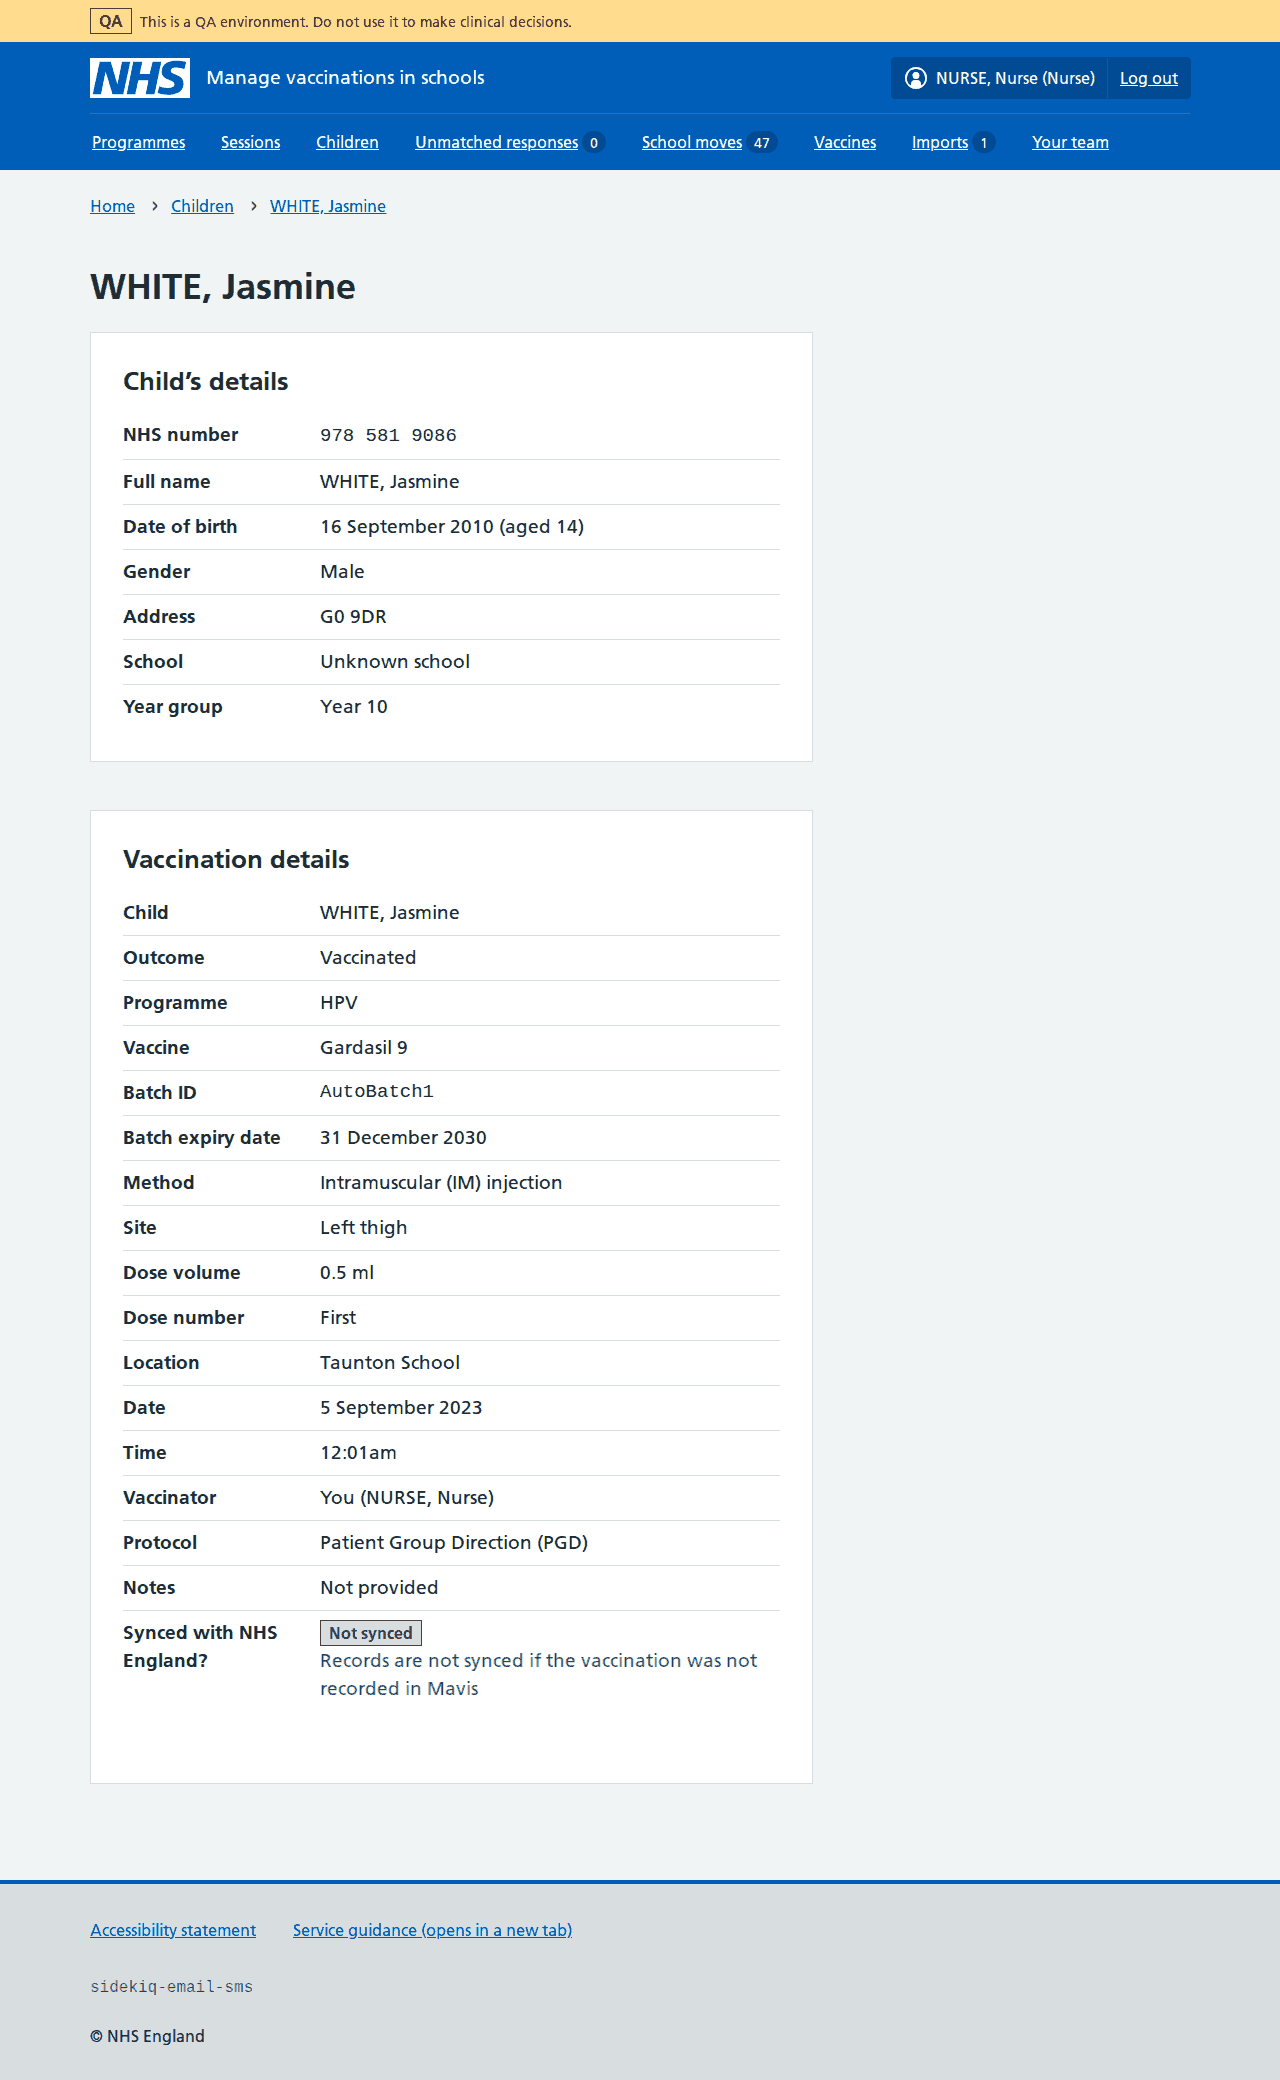 QA This is a QA environment. Do not use it to make clinical decisions.
NHS Manage vaccinations in schools NURSE, Nurse (Nurse) Log out
Programmes Sessions Children Unmatched responses 0 School moves 47 Vaccines Imports 1 Your team
Home Children WHITE, Jasmine
WHITE, Jasmine
Child’s details
NHS number 978 581 9086
Full name WHITE, Jasmine
Date of birth 16 September 2010 (aged 14)
Gender Male
Address G0 9DR
School Unknown school
Year group Year 10
Vaccination details
Child WHITE, Jasmine
Outcome Vaccinated
Programme HPV
Vaccine Gardasil 9
Batch ID AutoBatch1
Batch expiry date 31 December 2030
Method Intramuscular (IM) injection
Site Left thigh
Dose volume 0.5 ml
Dose number First
Location Taunton School
Date 5 September 2023
Time 12:01am
Vaccinator You (NURSE, Nurse)
Protocol Patient Group Direction (PGD)
Notes Not provided
Synced with NHS England? Not synced
Records are not synced if the vaccination was not
recorded in Mavis
Accessibility statement Service guidance (opens in a new tab)
sidekiq-email-sms
© NHS England